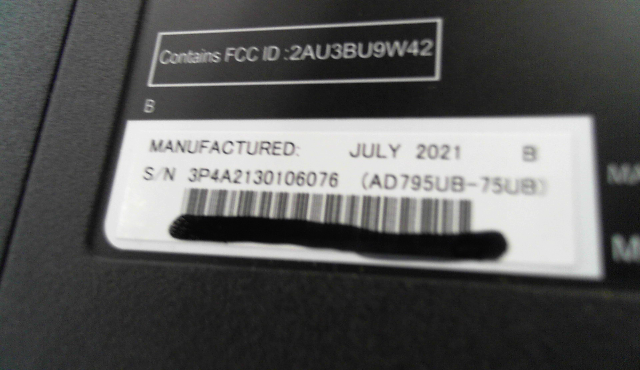 Contains FCC ID :2AU3BU9W42
B
MANUFACTURED: JULY 2021 B
S/N 3P4A2130106076 (AD795UB-75UB)